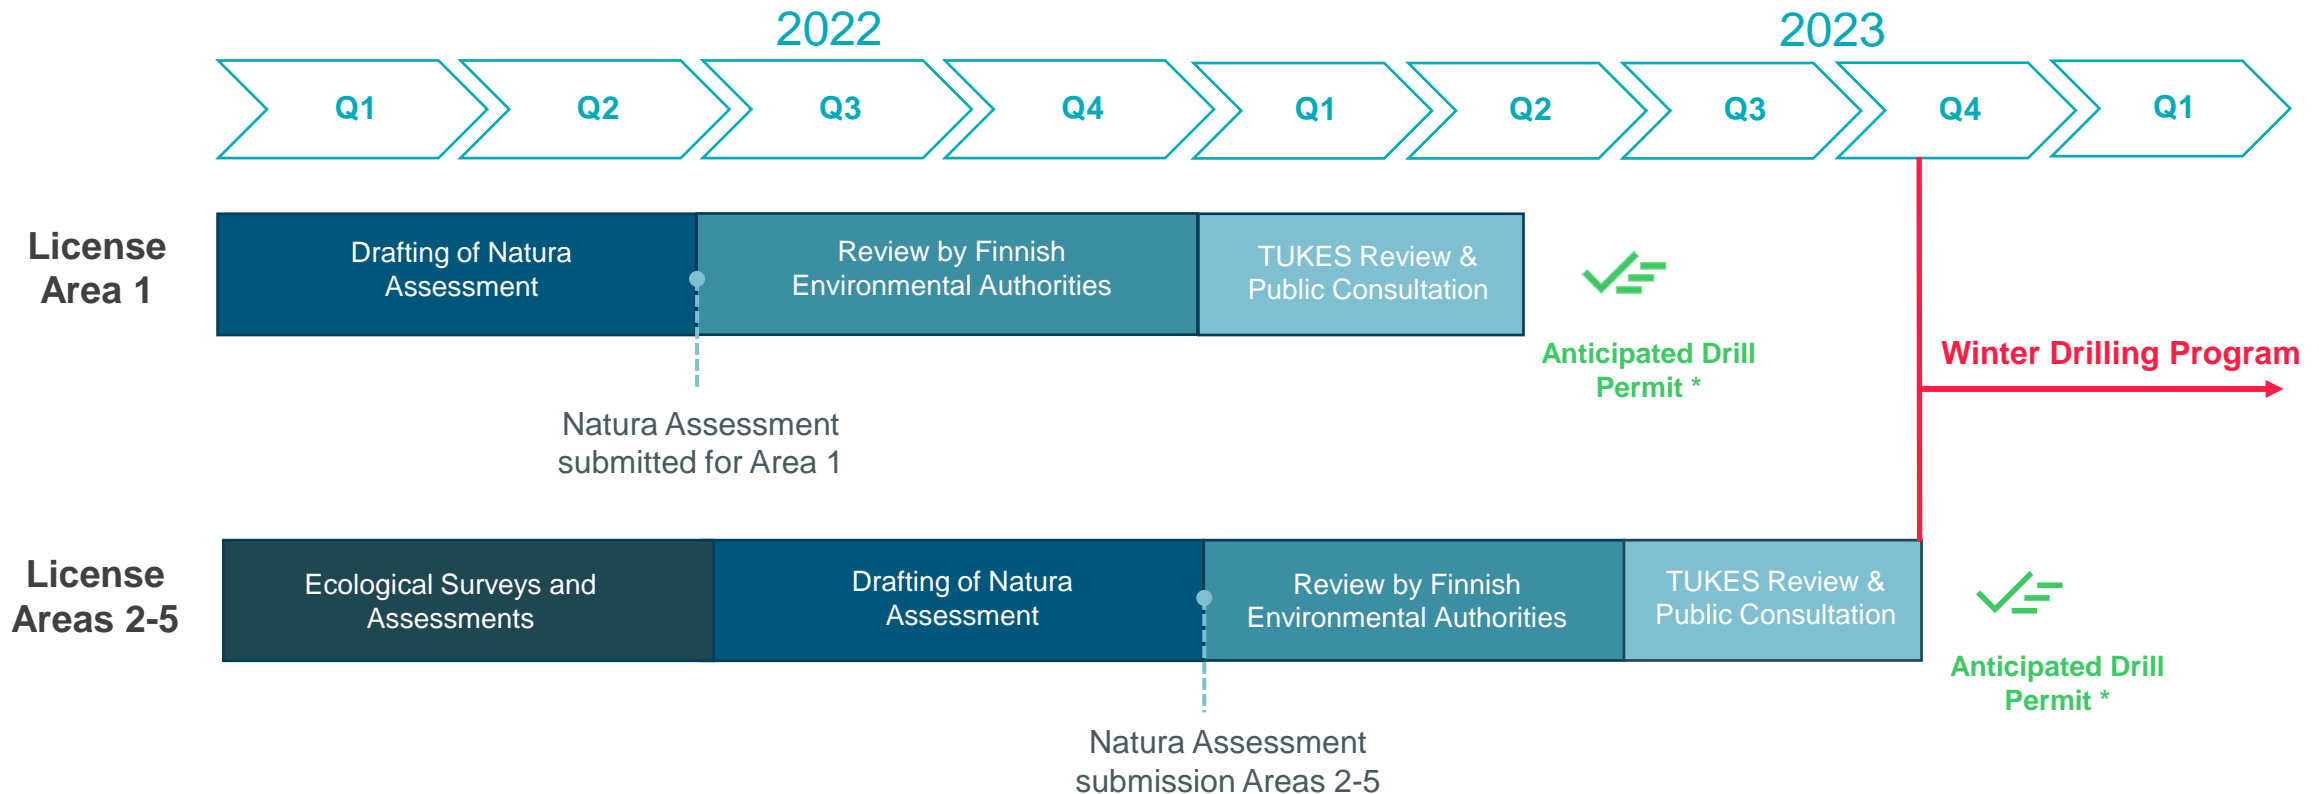 2022
2023
Q1
Q2
Q3
Q4
Q1
Q2
Q3
Q4
Q1
License
Area 1
Drafting of Natura
Assessment
Review by Finnish
Environmental Authorities
TUKES Review &
Public Consultation
Anticipated Drill
Permit *
Winter Drilling Program
Natura Assessment
submitted for Area 1
License
Areas 2-5
Ecological Surveys and
Assessments
Drafting of Natura
Assessment
Review by Finnish
Environmental Authorities
TUKES Review &
Public Consultation
Anticipated Drill
Permit *
Natura Assessment
submission Areas 2-5